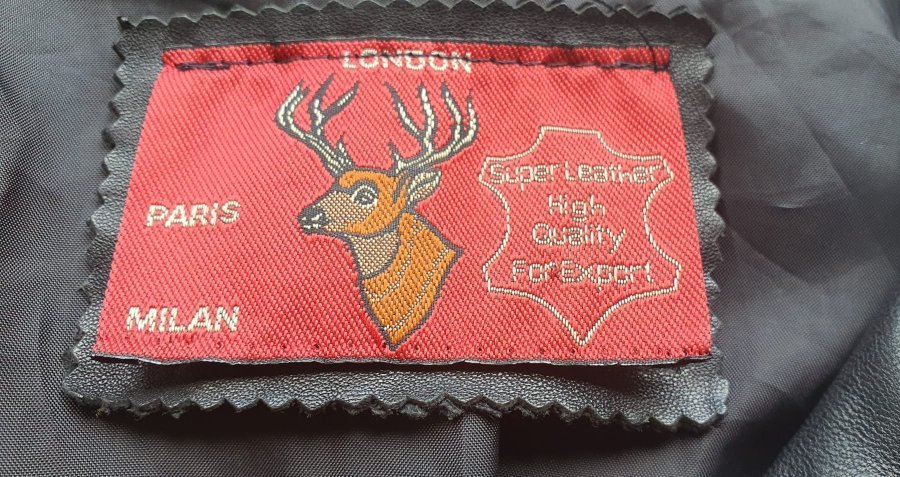 LONDON
PARIS
MILAN
Super Leather
High
Quality
For Export